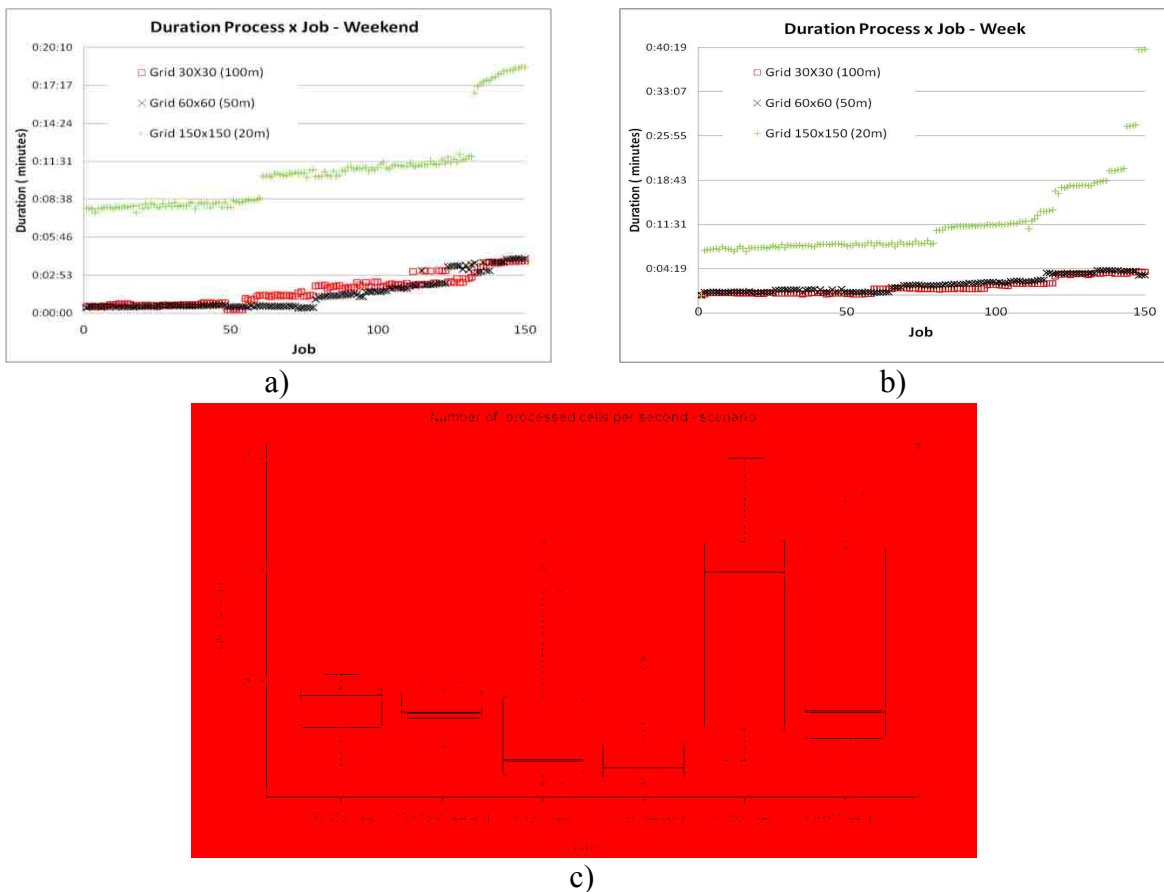 Duration Process x Job - Weekend
0:20:10
0:17:17
0:14:24
0:11:31
0:08:38
0:05:46
0:02:53
0:00:00
Duration ( minutes)
Grid 30X30 (100m)
Grid 60x60 (50m)
Grid 150x150 (20m)
0 50 100 150
Job
a)
Duration Process x Job - Week
0:40:19
0:33:07
0:25:55
0:18:43
0:11:31
0:04:19
Duration ( minutes)
Grid 30X30 (100m)
Grid 60x60 (50m)
Grid 150x150 (20m)
0 50 100 150
Job
b)
Number of processed cells per second - scenario
c)